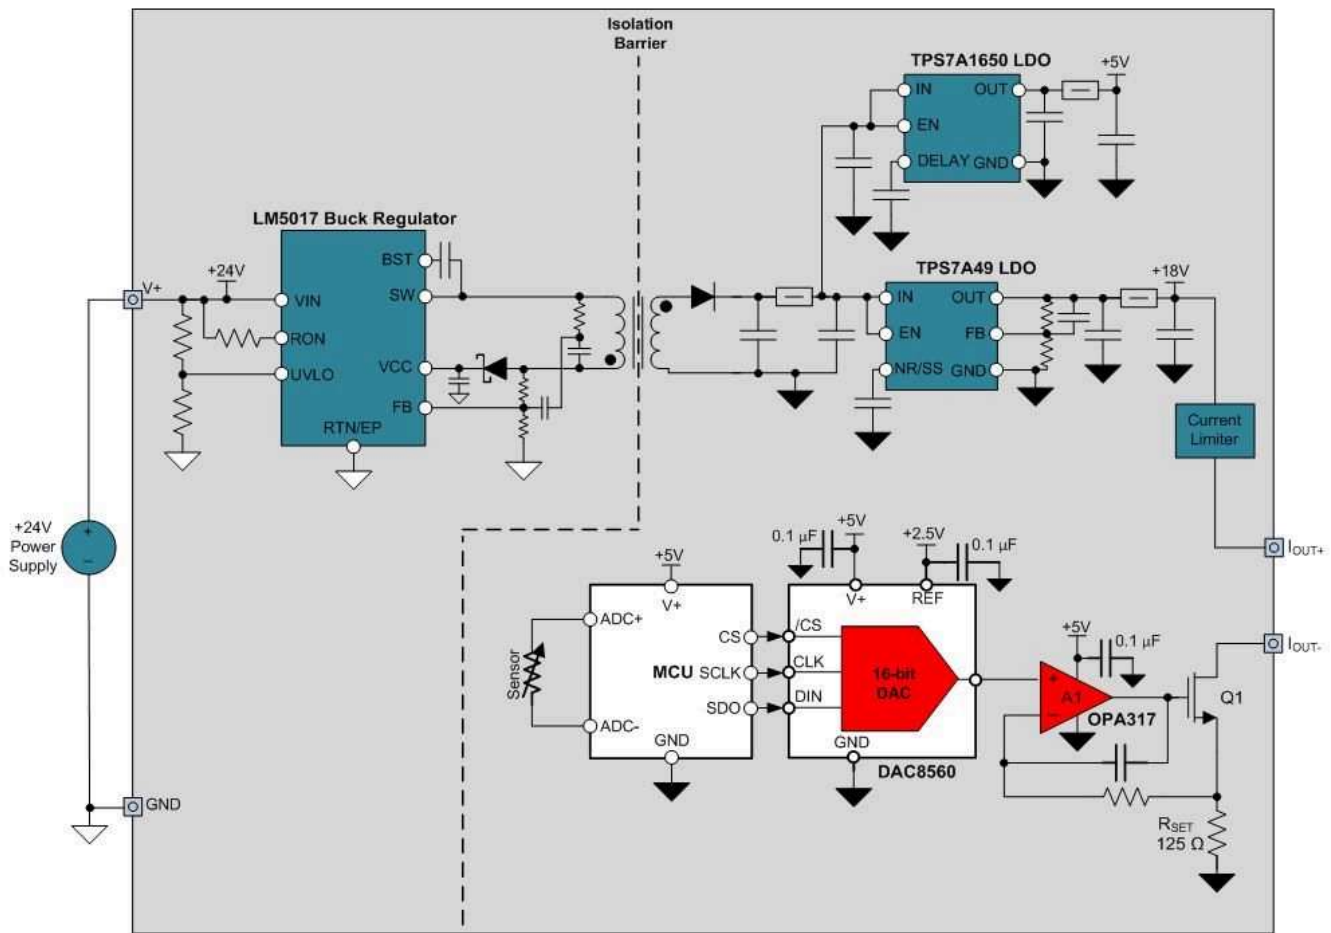 Isolation
Barrier
TPS7A1650 LDO
+5V
IN
OUT
EN
DELAY
GND
LM5017 Buck Regulator
+24V
V+
BST
VIN
SW
RON
VCC
UVLO
FB
RTN/EP
TPS7A49 LDO
+18V
IN
OUT
EN
FB
NR/SS
GND
Current
Limiter
+24V
Power
Supply
+
−
GND
I_OUT+
I_OUT-
Sensor
+5V
V+
ADC+
CS
MCU
SCLK
SDO
ADC-
GND
0.1 µF
+5V
+2.5V
0.1 µF
V+
REF
/CS
CLK
DIN
16-bit
DAC
GND
DAC8560
+5V
0.1 µF
+
A1
−
OPA317
Q1
R_SET
125 Ω